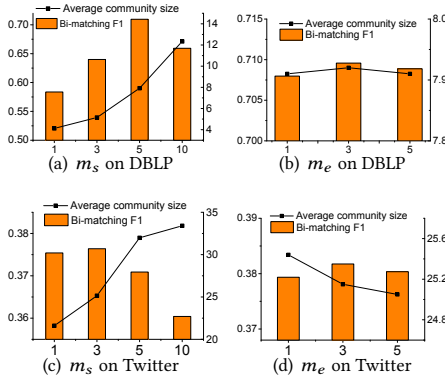 Average community size
Bi-matching F1
0.70
0.65
0.60
0.55
0.50
14
12
10
8
6
4
1 3 5 10
(a) m_s on DBLP
Average community size
Bi-matching F1
0.715
0.710
0.705
0.700
8.0
7.9
7.8
1 3 5
(b) m_e on DBLP
Average community size
Bi-matching F1
0.38
0.37
0.36
35
30
25
20
1 3 5 10
(c) m_s on Twitter
Average community size
Bi-matching F1
0.39
0.38
0.37
25.6
25.2
24.8
1 3 5
(d) m_e on Twitter